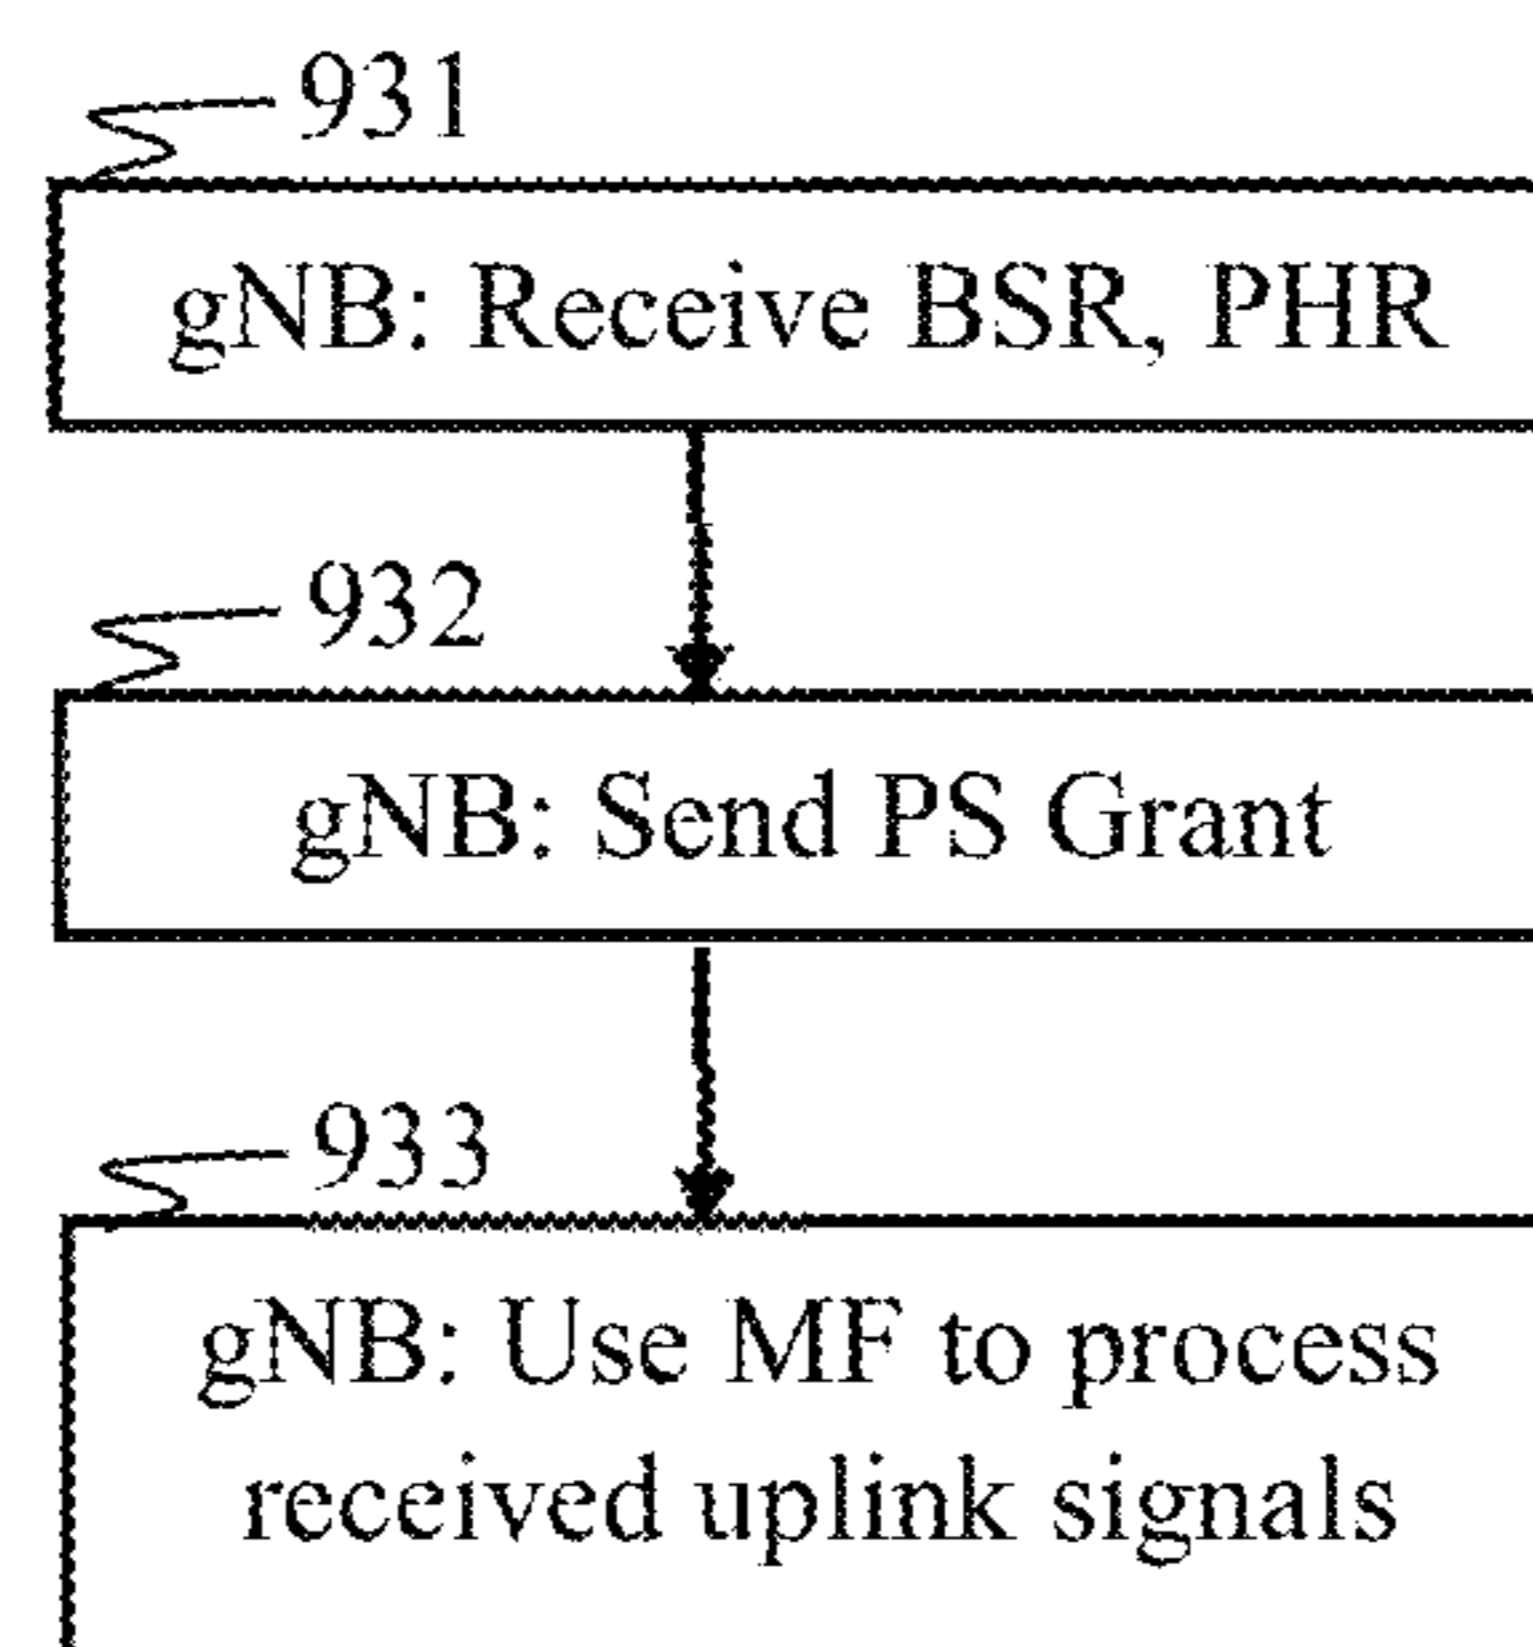 931
gNB: Receive BSR, PHR
932
gNB: Send PS Grant
933
gNB: Use MF to process
received uplink signals